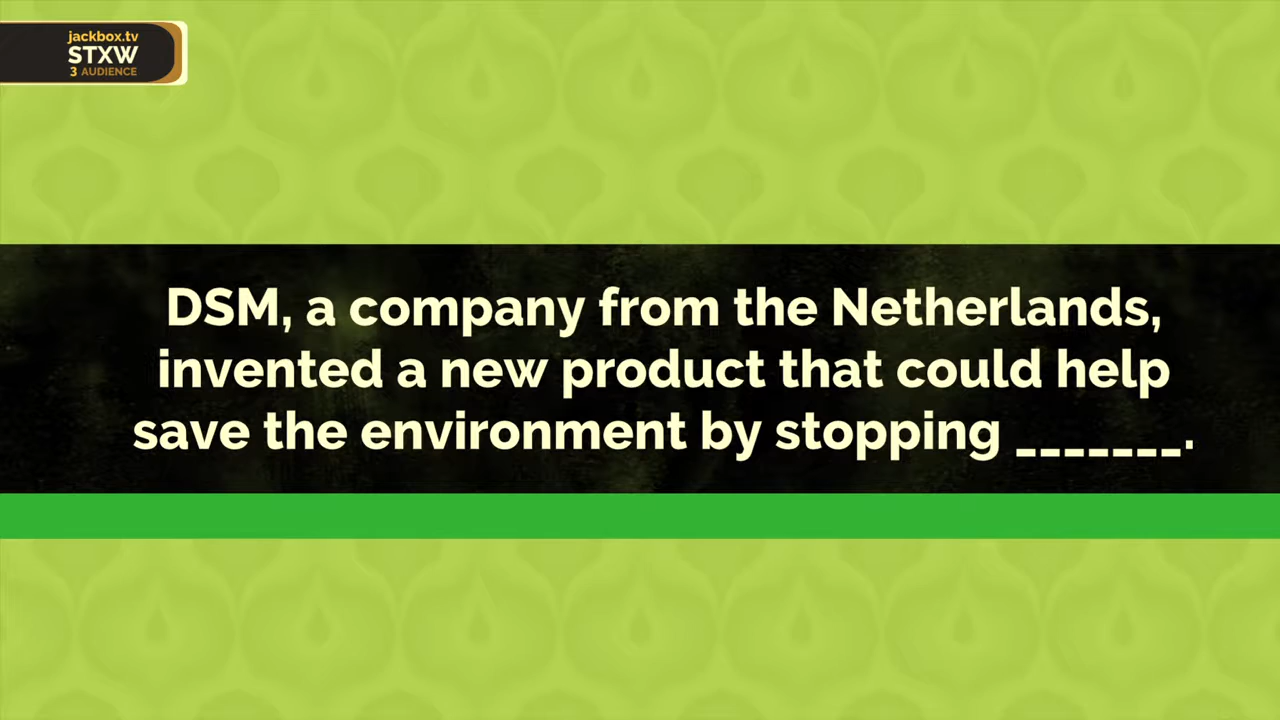 jackbox.tv
STXW
3 AUDIENCE
DSM, a company from the Netherlands,
invented a new product that could help
save the environment by stopping _______.